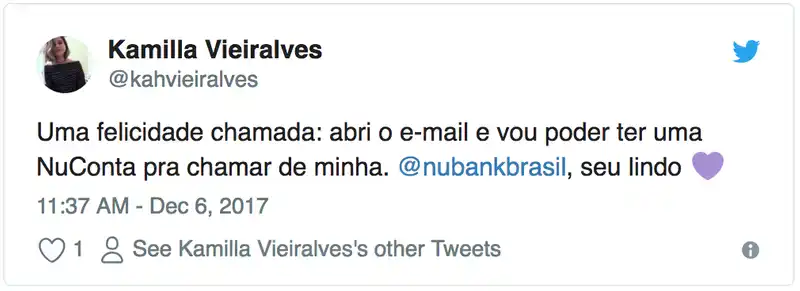 Kamilla Vieiralves
@kahvieiralves
Uma felicidade chamada: abri o e-mail e vou poder ter uma
NuConta pra chamar de minha. @nubankbrasil, seu lindo 💜
11:37 AM - Dec 6, 2017
1 See Kamilla Vieiralves's other Tweets